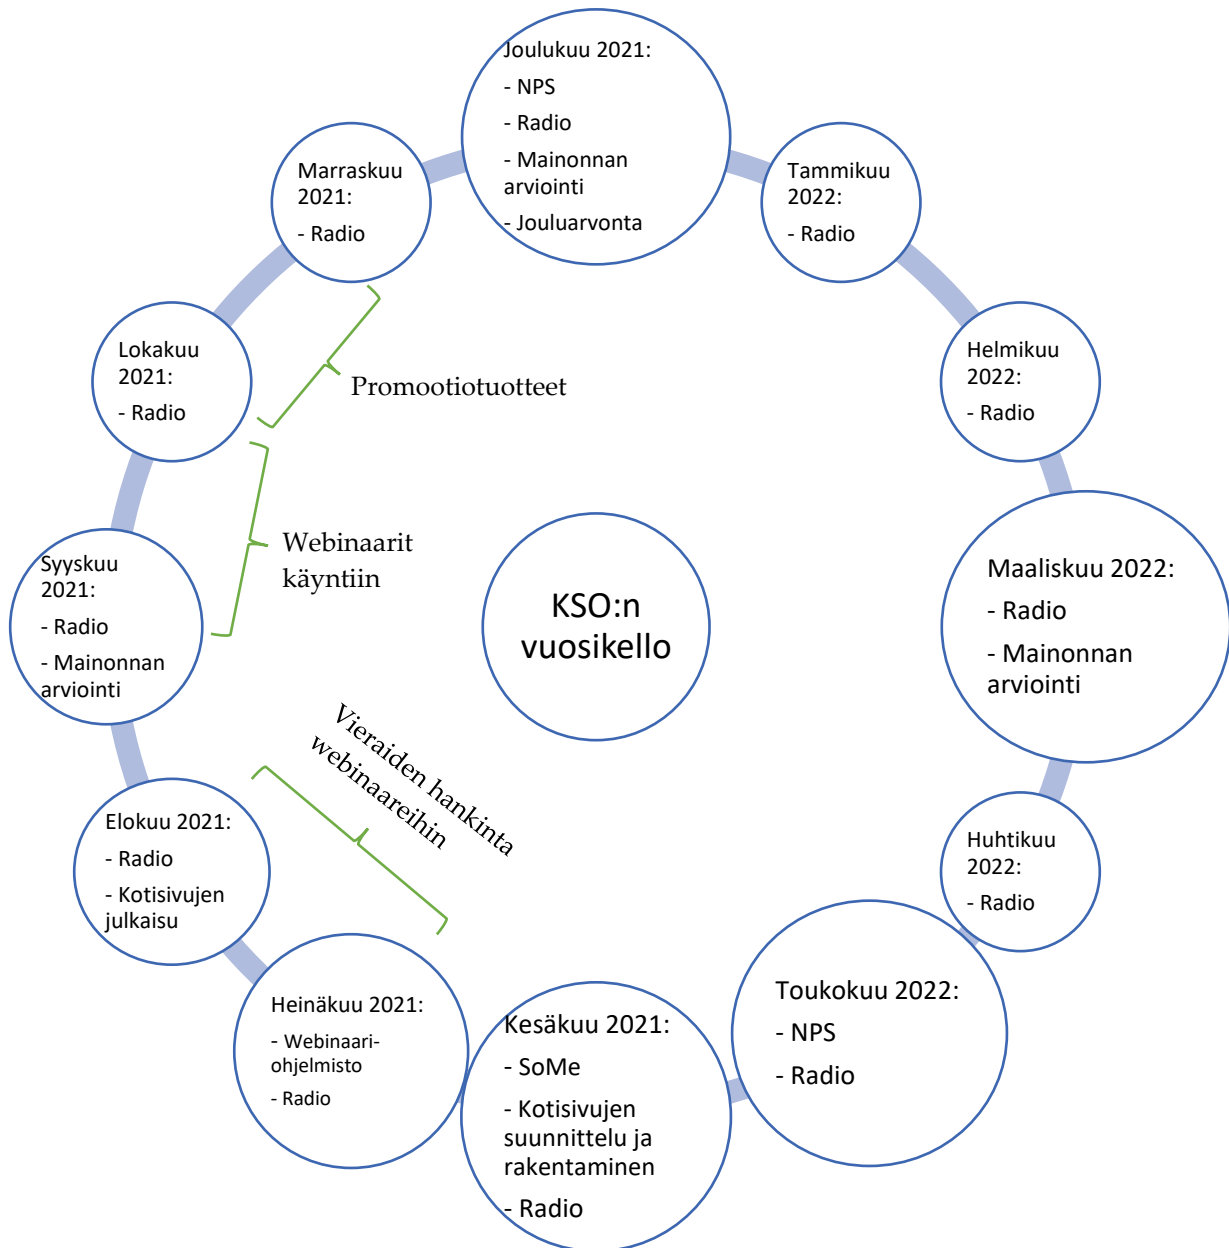 Joulukuu 2021:
- NPS
- Radio
- Mainonnan
arviointi
- Jouluarvonta
Tammikuu
2022:
- Radio
Helmikuu
2022:
- Radio
Maaliskuu 2022:
- Radio
- Mainonnan
arviointi
Huhtikuu
2022:
- Radio
Toukokuu 2022:
- NPS
- Radio
Kesäkuu 2021:
- SoMe
- Kotisivujen
suunnittelu ja
rakentaminen
- Radio
Heinäkuu 2021:
- Webinaari-
ohjelmisto
- Radio
Elokuu 2021:
- Radio
- Kotisivujen
julkaisu
Syyskuu
2021:
- Radio
- Mainonnan
arviointi
Lokakuu
2021:
- Radio
Marraskuu
2021:
- Radio
Promootiotuotteet
Webinaarit
käyntiin
Vieraiden hankinta
webinaareihin
KSO:n
vuosikello